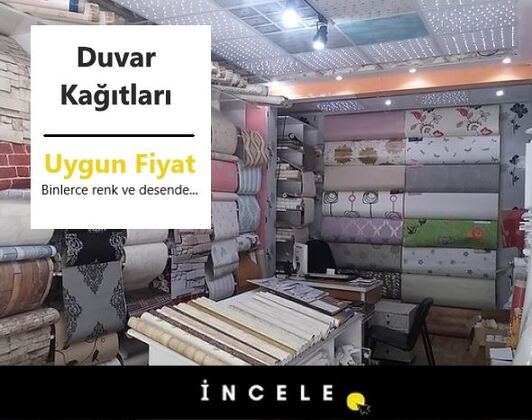 Duvar
Kağıtları
Uygun Fiyat
Binlerce renk ve desende...
İNCELE